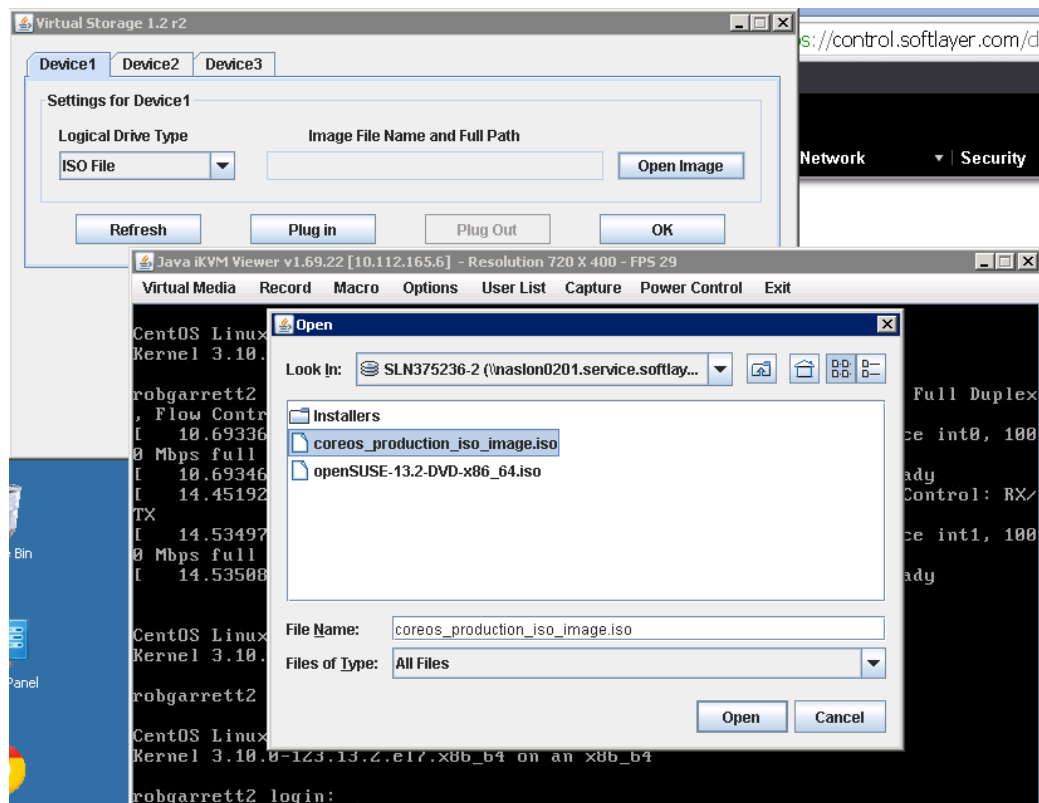 Virtual Storage 1.2 r2
s://control.softlayer.com/d
Device1 Device2 Device3
Settings for Device1
Logical Drive Type Image File Name and Full Path
ISO File Open Image
Network Security
Refresh Plug in Plug Out OK
Java iKVM Viewer v1.69.22 [10.112.165.6] - Resolution 720 X 400 - FPS 29
Virtual Media Record Macro Options User List Capture Power Control Exit
CentOS Linux
Kernel 3.10.
robgarrett2 Full Duplex
, Flow Contr
[ 10.69336 ce int0, 100
0 Mbps full
[ 10.69346 ady
[ 14.45192 Control: RX/
TX
[ 14.53497 ce int1, 100
0 Mbps full
[ 14.53508 ady
CentOS Linux
Kernel 3.10.
robgarrett2
CentOS Linux
Kernel 3.10.0-123.13.2.el7.x86_64 on an x86_64
robgarrett2 login:
Open
Look In: SLN375236-2 (\\naslon0201.service.softlay...
Installers
coreos_production_iso_image.iso
openSUSE-13.2-DVD-x86_64.iso
File Name: coreos_production_iso_image.iso
Files of Type: All Files
Open Cancel
Bin
Panel